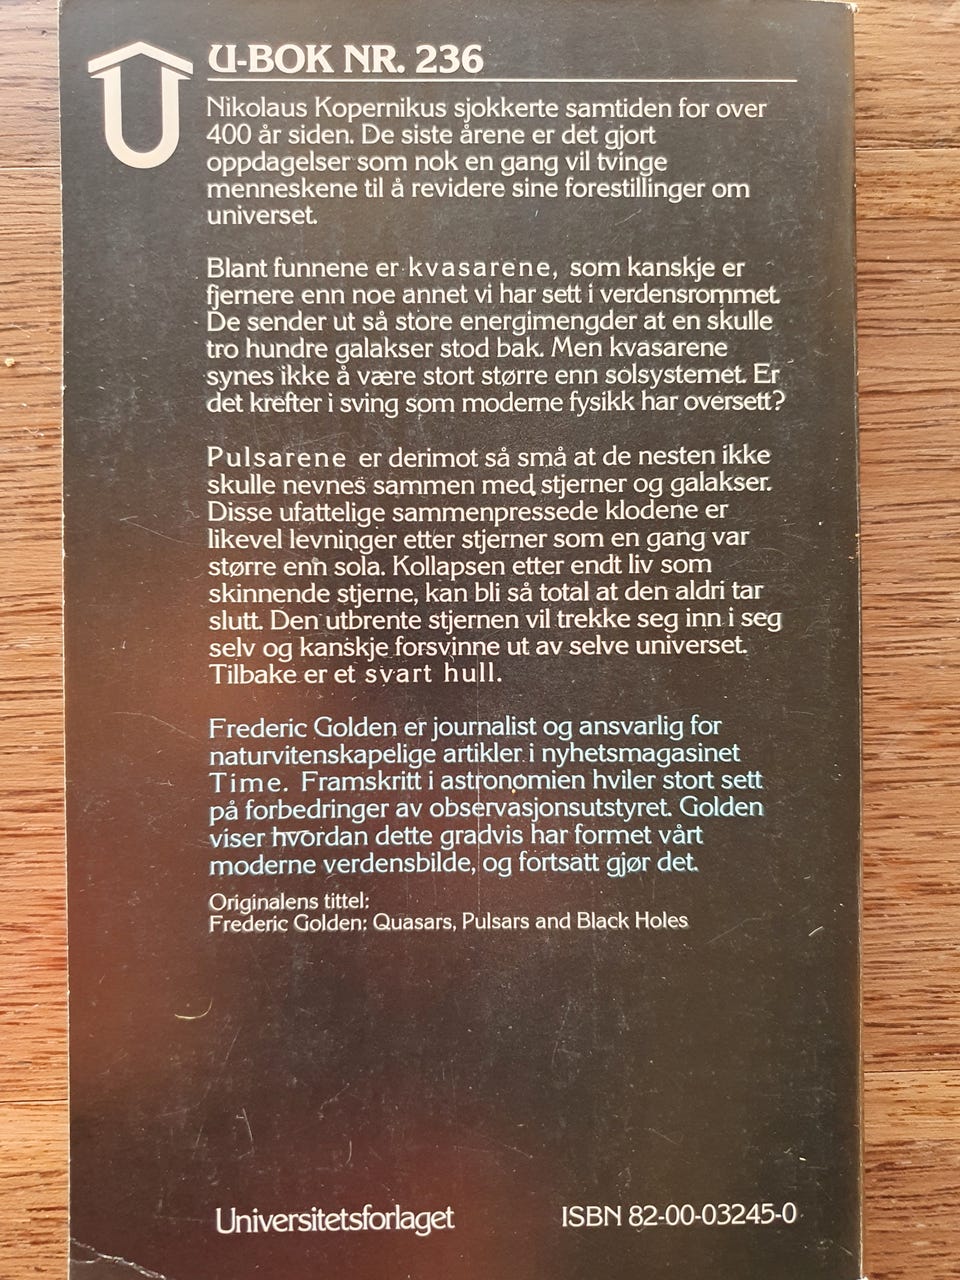 U-BOK NR. 236
Nikolaus Kopernikus sjokkerte samtiden for over
400 år siden. De siste årene er det gjort
oppdagelser som nok en gang vil tvinge
menneskene til å revidere sine forestillinger om
universet.
Blant funnene er kvasarene, som kanskje er
fjernere enn noe annet vi har sett i verdensrommet.
De sender ut så store energimengder at en skulle
tro hundre galakser stod bak. Men kvasarene
synes ikke å være stort større enn solsystemet. Er
det krefter i sving som moderne fysikk har oversett?
Pulsarene er derimot så små at de nesten ikke
skulle nevnes sammen med stjerner og galakser.
Disse ufattelige sammenpressede klodene er
likevel levninger etter stjerner som en gang var
større enn sola. Kollapsen etter endt liv som
skinnende stjerne, kan bli så total at den aldri tar
slutt. Den utbrente stjernen vil trekke seg inn i seg
selv og kanskje forsvinne ut av selve universet.
Tilbake er et svart hull.
Frederic Golden er journalist og ansvarlig for
naturvitenskapelige artikler i nyhetsmagasinet
Time. Framskritt i astronomien hviler stort sett
på forbedringer av observasjonsutstyret. Golden
viser hvordan dette gradvis har formet vårt
moderne verdensbilde, og fortsatt gjør det.
Originalens tittel:
Frederic Golden: Quasars, Pulsars and Black Holes
Universitetsforlaget
ISBN 82-00-03245-0